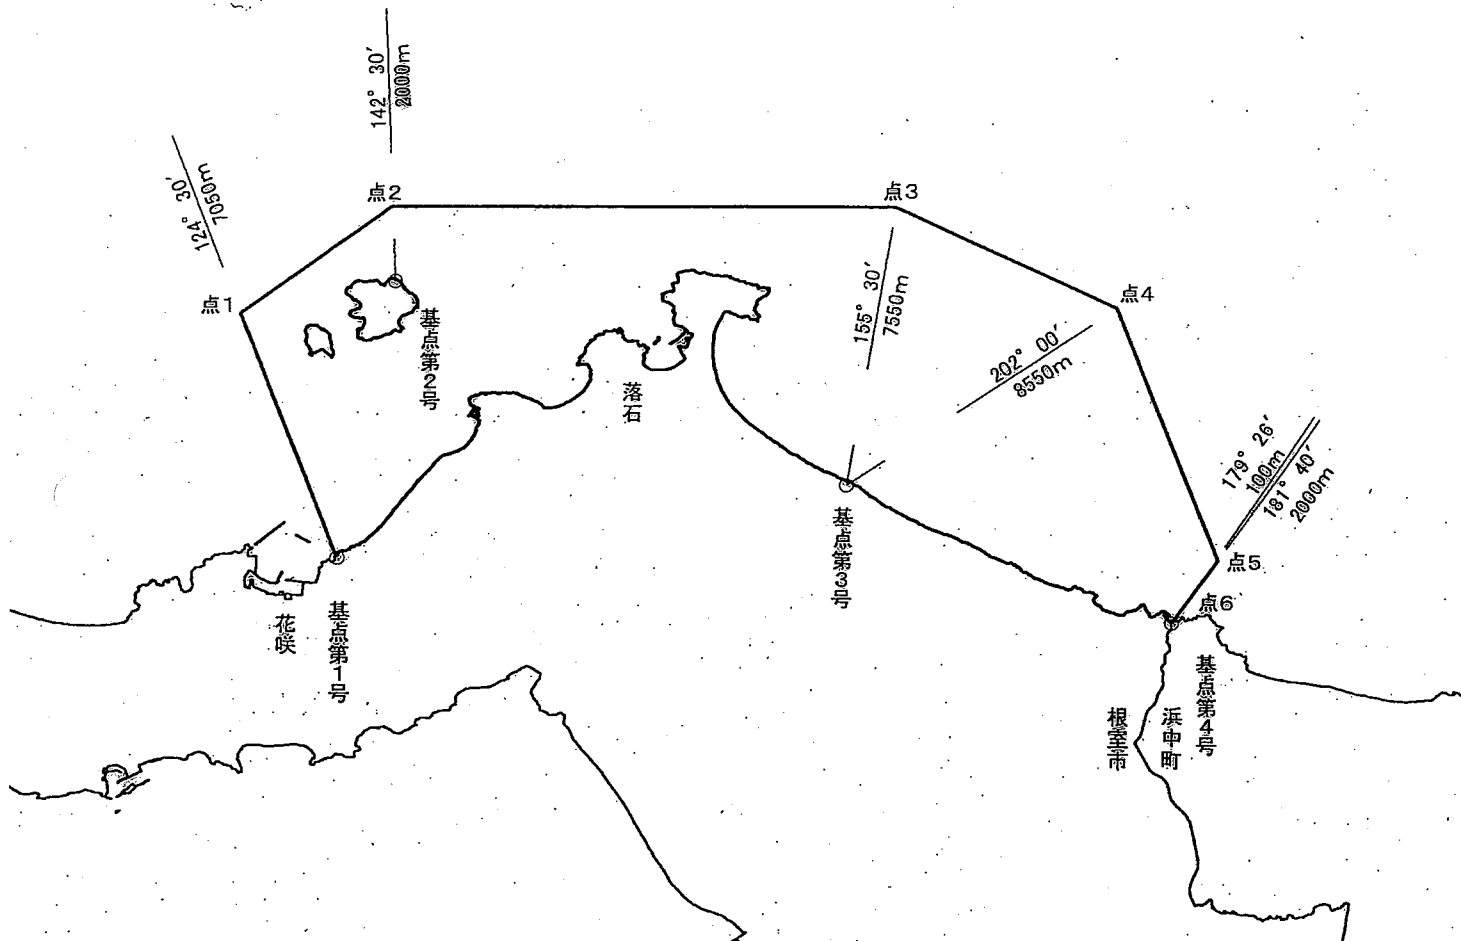 142° 30′
2000m
124° 30′
7050m
点2
点3
点1
点4
基点第2号
155° 30′
7550m
202° 00′
8550m
落石
179° 26′
100m
181° 40′
2000m
基点第3号
点5
点6
花咲
基点第1号
基点第4号
根室市
浜中町